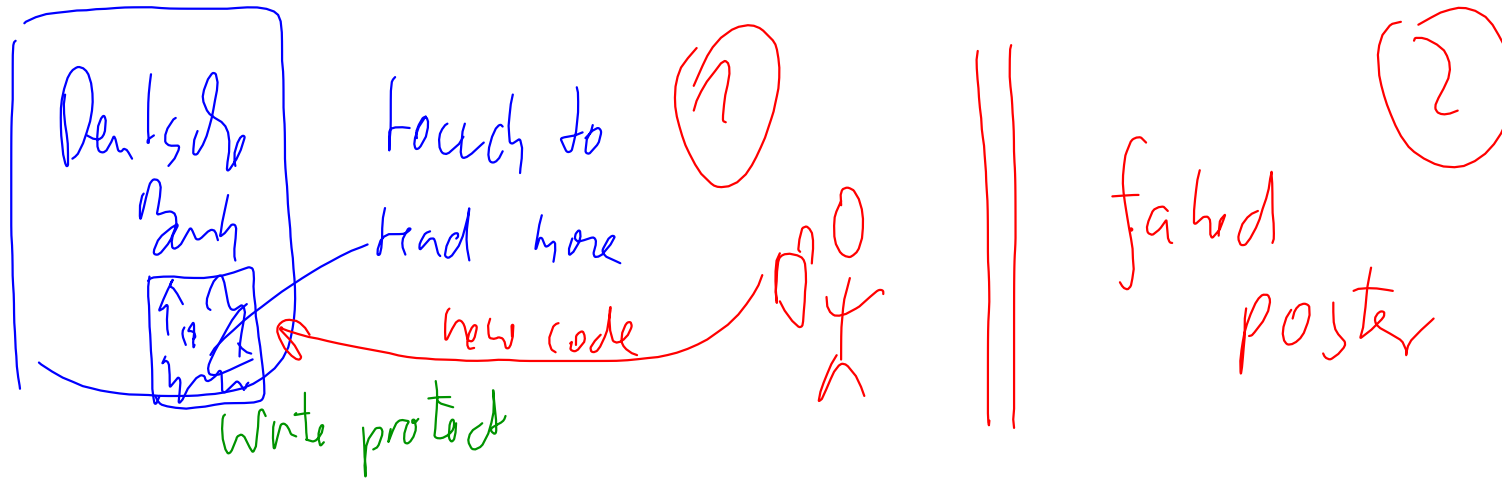 Deutsche
Bank
touch to
read more
1
new code
write protect
2
faked
poster